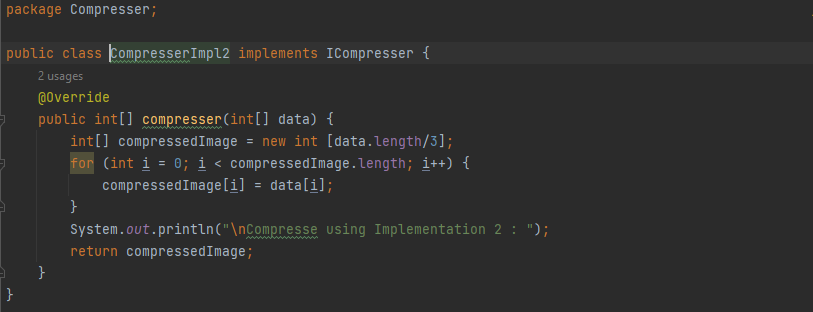 package Compresser;
public class CompresserImpl2 implements ICompresser {
2 usages
@Override
public int[] compresser(int[] data) {
int[] compressedImage = new int [data.length/3];
for (int i = 0; i < compressedImage.length; i++) {
compressedImage[i] = data[i];
}
System.out.println("\nCompresse using Implementation 2 : ");
return compressedImage;
}
}